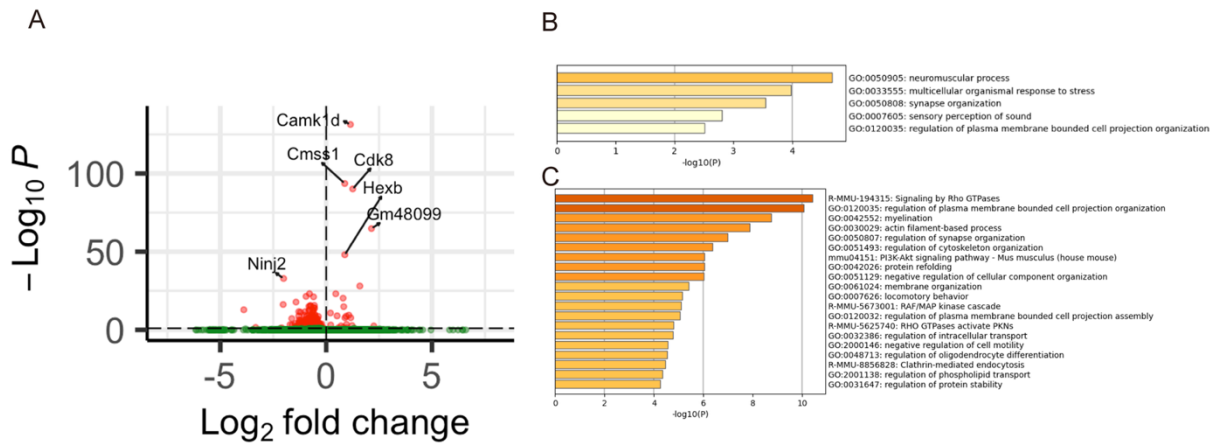 A
Camk1d
Cmss1
Cdk8
Hexb
Gm48099
Ninj2
100
50
0
-5
0
5
− Log10 P
Log2 fold change
B
GO:0050905: neuromuscular process
GO:0033555: multicellular organismal response to stress
GO:0050808: synapse organization
GO:0007605: sensory perception of sound
GO:0120035: regulation of plasma membrane bounded cell projection organization
0 1 2 3 4
-log10(P)
C
R-MMU-194315: Signaling by Rho GTPases
GO:0120035: regulation of plasma membrane bounded cell projection organization
GO:0042552: myelination
GO:0030029: actin filament-based process
GO:0050807: regulation of synapse organization
GO:0051493: regulation of cytoskeleton organization
mmu04151: PI3K-Akt signaling pathway - Mus musculus (house mouse)
GO:0042026: protein refolding
GO:0051129: negative regulation of cellular component organization
GO:0061024: membrane organization
GO:0007626: locomotory behavior
R-MMU-5673001: RAF/MAP kinase cascade
GO:0120032: regulation of plasma membrane bounded cell projection assembly
R-MMU-5625740: RHO GTPases activate PKNs
GO:0032386: regulation of intracellular transport
GO:2000146: negative regulation of cell motility
GO:0048713: regulation of oligodendrocyte differentiation
R-MMU-8856828: Clathrin-mediated endocytosis
GO:2001138: regulation of phospholipid transport
GO:0031647: regulation of protein stability
0 2 4 6 8 10
-log10(P)